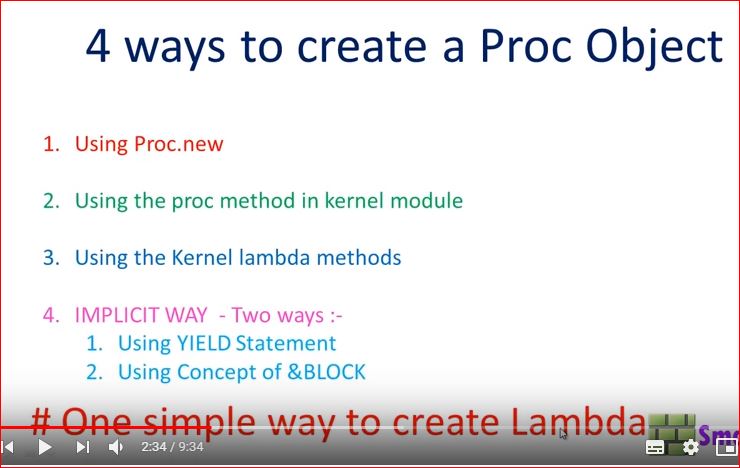 4 ways to create a Proc Object
1. Using Proc.new
2. Using the proc method in kernel module
3. Using the Kernel lambda methods
4. IMPLICIT WAY - Two ways :-
1. Using YIELD Statement
2. Using Concept of &BLOCK
# One simple way to create Lambda
2:34 / 9:34